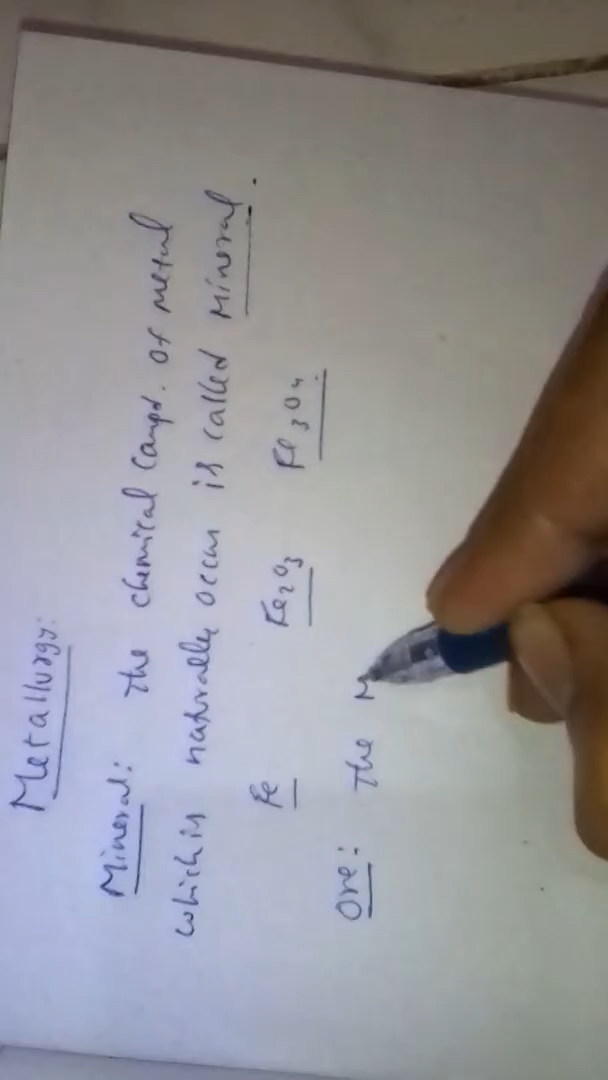 Metallurgy:
Mineral: The chemical Compd. of metal
which is naturally occur is called Mineral.
Fe Fe2O3 Fe3O4.
Ore: The M